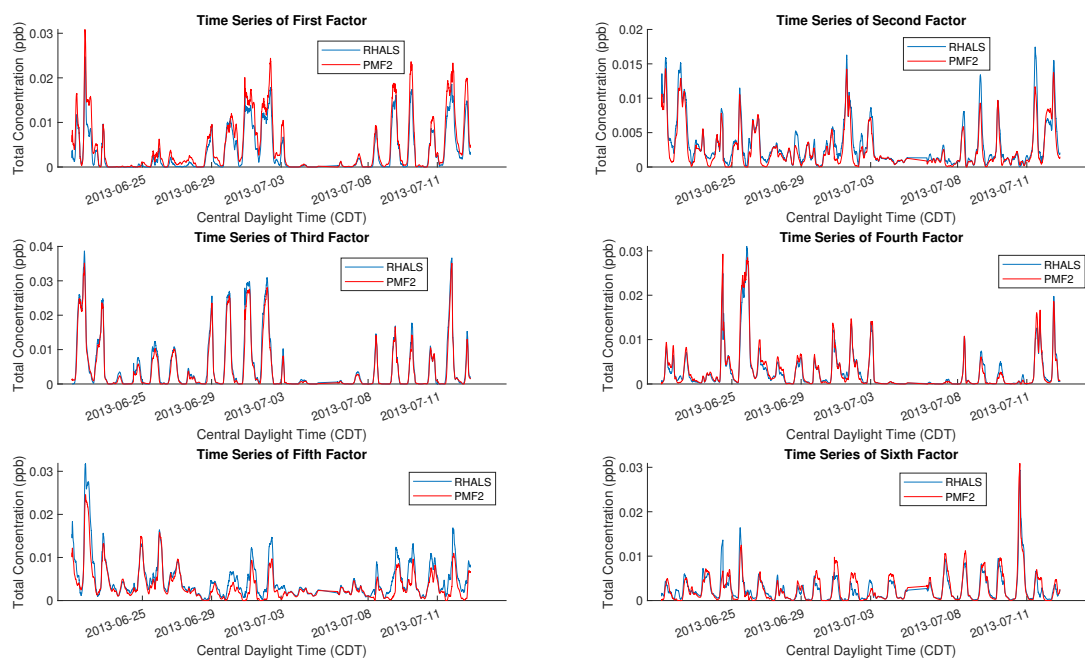 Time Series of First Factor
Total Concentration (ppb)
0.03
0.02
0.01
0
RHALS
PMF2
2013-06-25
2013-06-29
2013-07-03
2013-07-08
2013-07-11
Central Daylight Time (CDT)
Time Series of Second Factor
Total Concentration (ppb)
0.02
0.015
0.01
0.005
0
RHALS
PMF2
2013-06-25
2013-06-29
2013-07-03
2013-07-08
2013-07-11
Central Daylight Time (CDT)
Time Series of Third Factor
Total Concentration (ppb)
0.04
0.03
0.02
0.01
0
RHALS
PMF2
2013-06-25
2013-06-29
2013-07-03
2013-07-08
2013-07-11
Central Daylight Time (CDT)
Time Series of Fourth Factor
Total Concentration (ppb)
0.03
0.02
0.01
0
RHALS
PMF2
2013-06-25
2013-06-29
2013-07-03
2013-07-08
2013-07-11
Central Daylight Time (CDT)
Time Series of Fifth Factor
Total Concentration (ppb)
0.03
0.02
0.01
0
RHALS
PMF2
2013-06-25
2013-06-29
2013-07-03
2013-07-08
2013-07-11
Central Daylight Time (CDT)
Time Series of Sixth Factor
Total Concentration (ppb)
0.03
0.02
0.01
0
RHALS
PMF2
2013-06-25
2013-06-29
2013-07-03
2013-07-08
2013-07-11
Central Daylight Time (CDT)